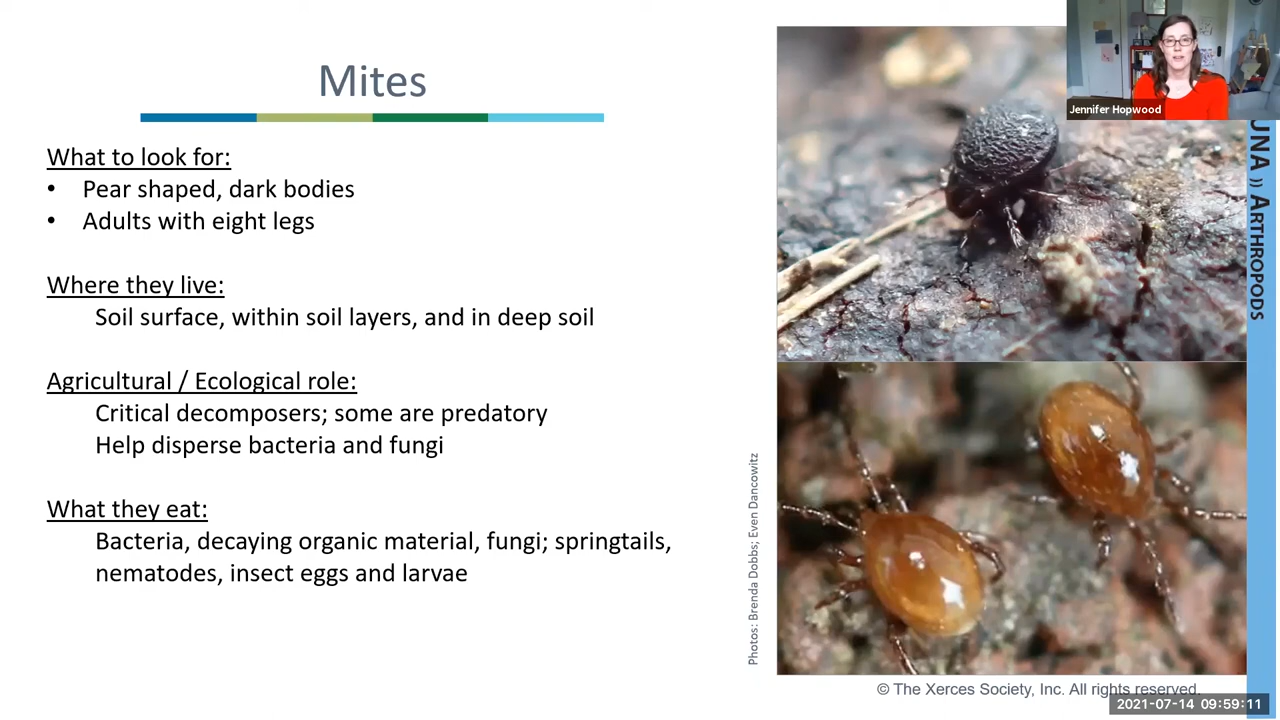 Mites
What to look for:
• Pear shaped, dark bodies
• Adults with eight legs
Where they live:
Soil surface, within soil layers, and in deep soil
Agricultural / Ecological role:
Critical decomposers; some are predatory
Help disperse bacteria and fungi
What they eat:
Bacteria, decaying organic material, fungi; springtails,
nematodes, insect eggs and larvae
Photos: Brenda Dobbs; Even Dancowitz
Jennifer Hopwood
UNA )) ARTHROPODS
© The Xerces Society, Inc. All rights reserved.
2021-07-14 09:59:11